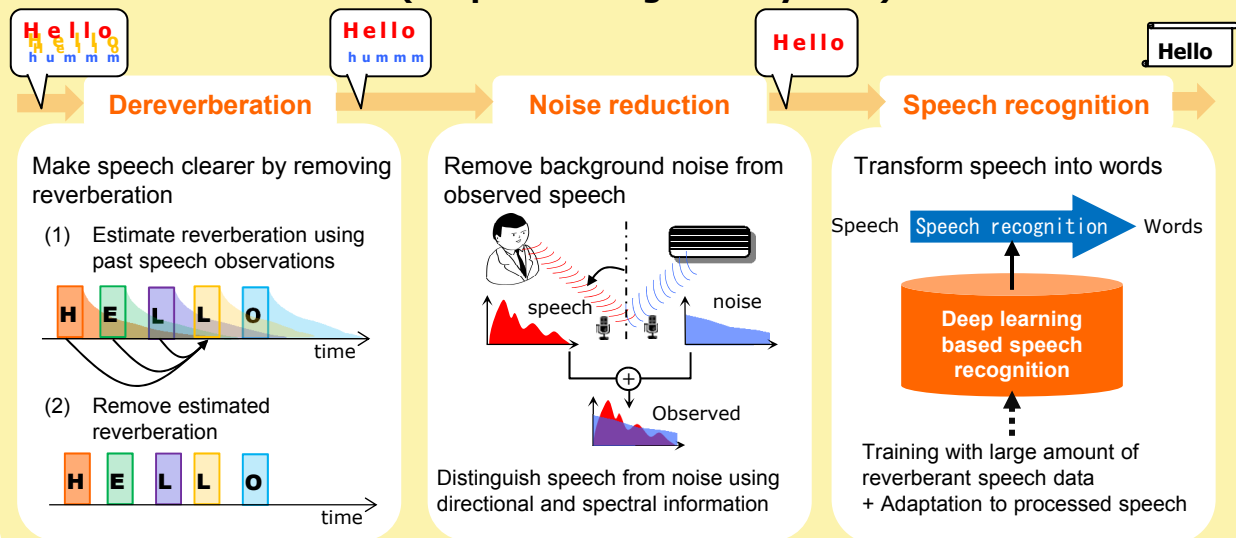 Hello
Hello
Hello
hummm
Hello
hummm
Hello
Hello
Dereverberation
Noise reduction
Speech recognition
Make speech clearer by removing
reverberation
(1) Estimate reverberation using
past speech observations
H E L L O
time
(2) Remove estimated
reverberation
H E L L O
time
Remove background noise from
observed speech
speech
noise
+
Observed
Distinguish speech from noise using
directional and spectral information
Transform speech into words
Speech
Speech recognition
Words
Deep learning
based speech
recognition
Training with large amount of
reverberant speech data
+ Adaptation to processed speech